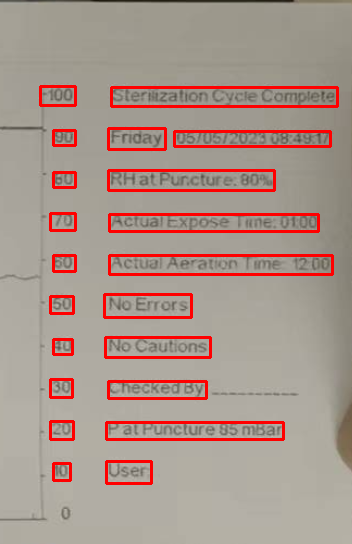 100 Sterilization Cycle Complete
90 Friday 05/05/2023 08:49:17
80 RH at Puncture: 80%
70 Actual Expose Time: 01:00
60 Actual Aeration Time: 12:00
50 No Errors
40 No Cautions
30 Checked By ____________
20 P at Puncture 85 mBar
10 User:
0